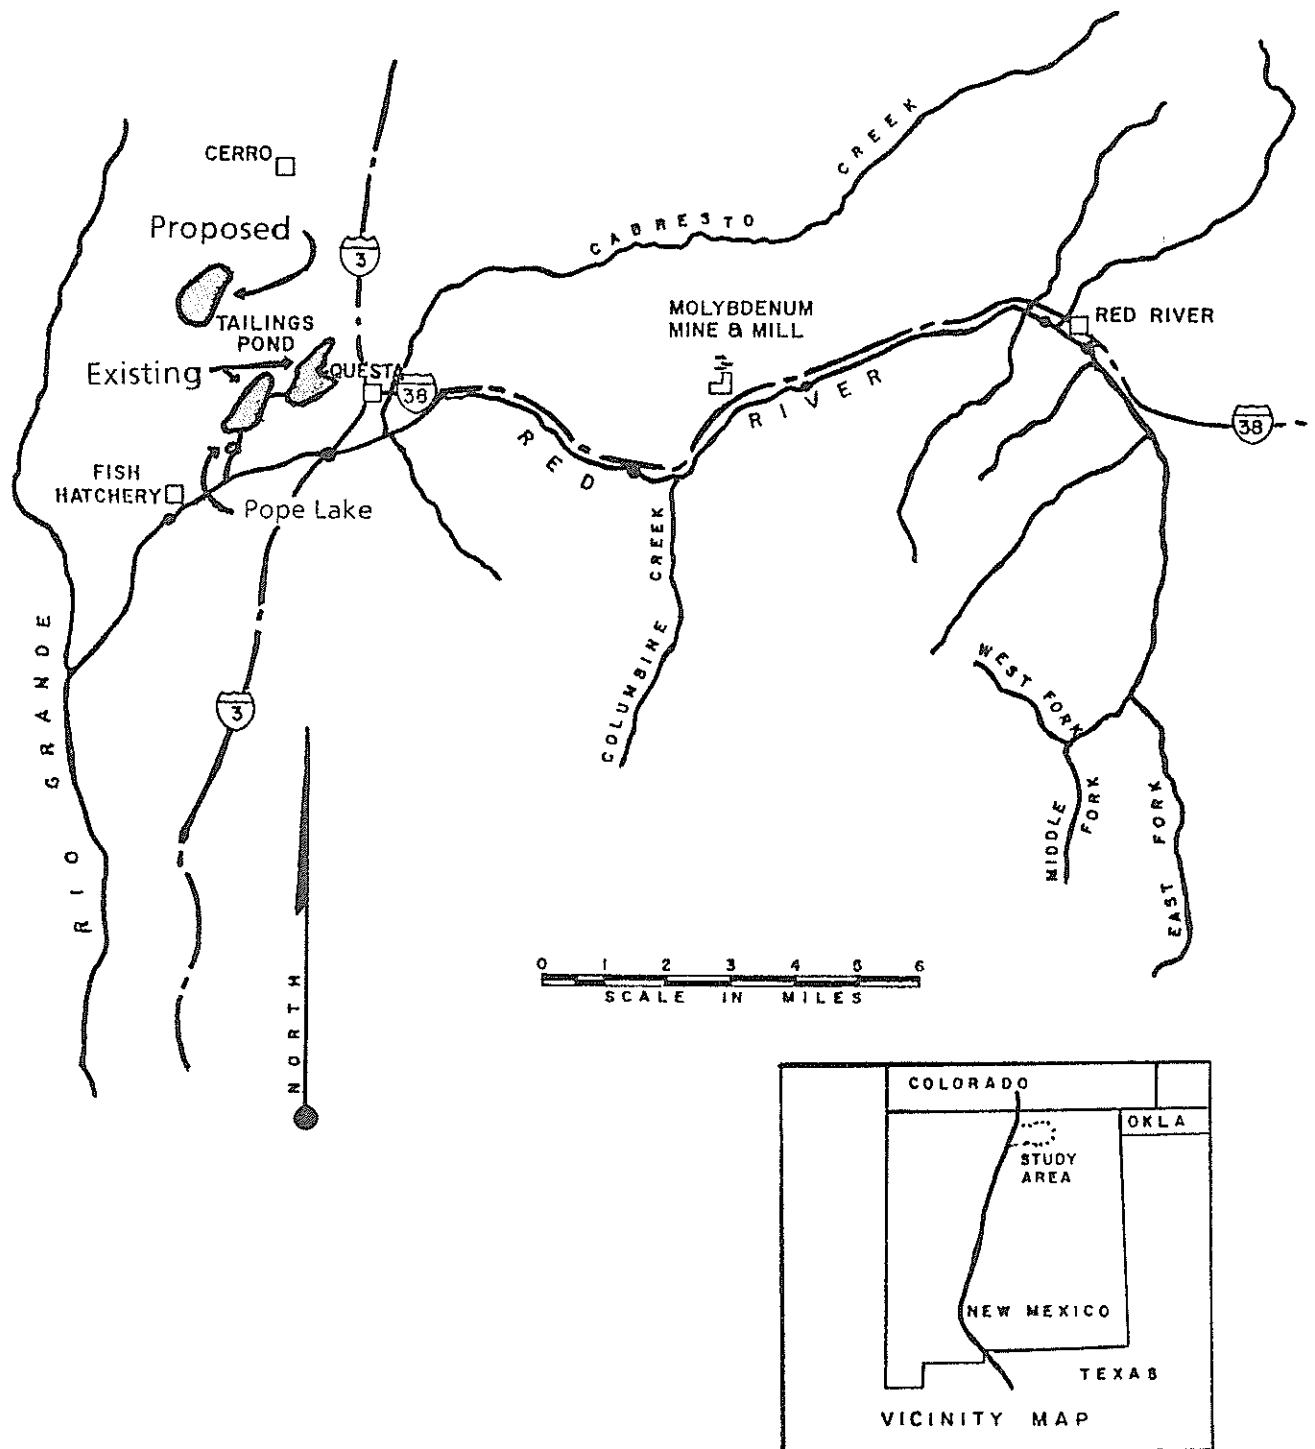 CERRO
Proposed
3
CABRESTO CREEK
TAILINGS
POND
Existing
QUESTA
38
MOLYBDENUM
MINE & MILL
RED RIVER
RED RIVER
38
FISH
HATCHERY
Pope Lake
COLUMBINE CREEK
WEST FORK
MIDDLE
FORK
EAST FORK
RIO GRANDE
3
NORTH
0 1 2 3 4 5 6
SCALE IN MILES
COLORADO
OKLA
STUDY
AREA
NEW MEXICO
TEXAS
VICINITY MAP